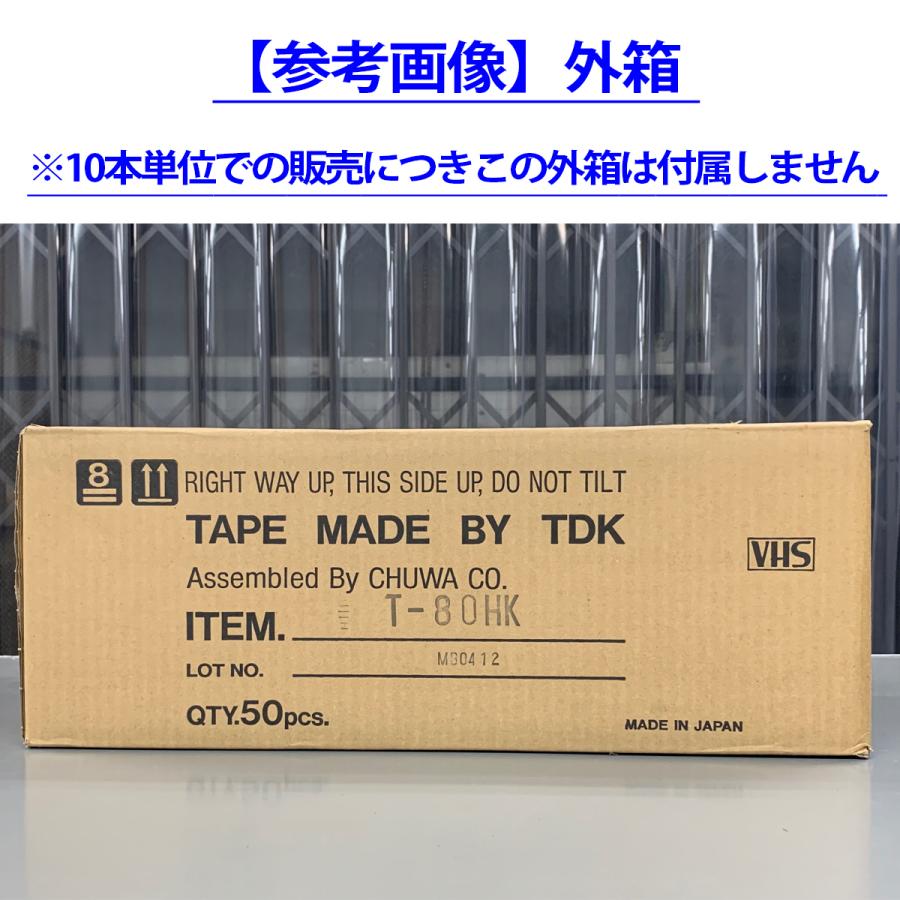 【参考画像】外箱
※10本単位での販売につきこの外箱は付属しません
8
RIGHT WAY UP, THIS SIDE UP, DO NOT TILT
TAPE MADE BY TDK
VHS
Assembled By CHUWA CO.
ITEM. T-80HK
LOT NO. MG0412
QTY.50pcs.
MADE IN JAPAN